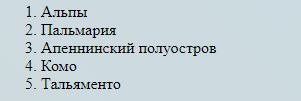 1. Альпы
2. Пальмария
3. Апеннинский полуостров
4. Комо
5. Тальяменто